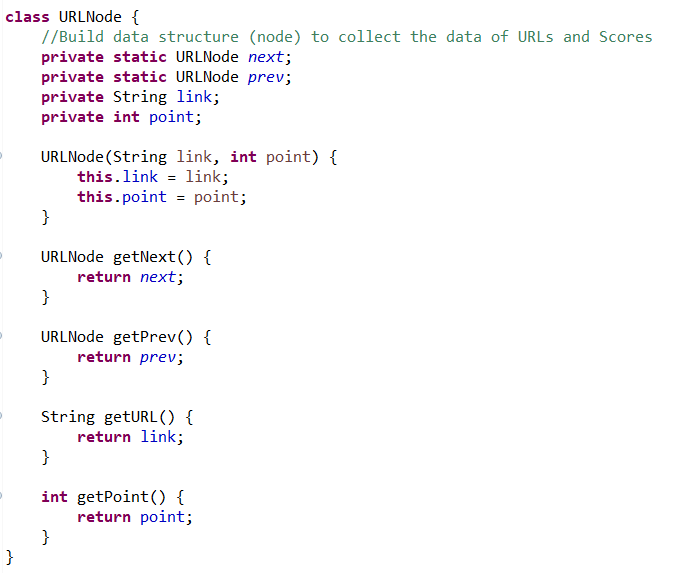 class URLNode {
    //Build data structure (node) to collect the data of URLs and Scores
    private static URLNode next;
    private static URLNode prev;
    private String link;
    private int point;

    URLNode(String link, int point) {
        this.link = link;
        this.point = point;
    }

    URLNode getNext() {
        return next;
    }

    URLNode getPrev() {
        return prev;
    }

    String getURL() {
        return link;
    }

    int getPoint() {
        return point;
    }
}